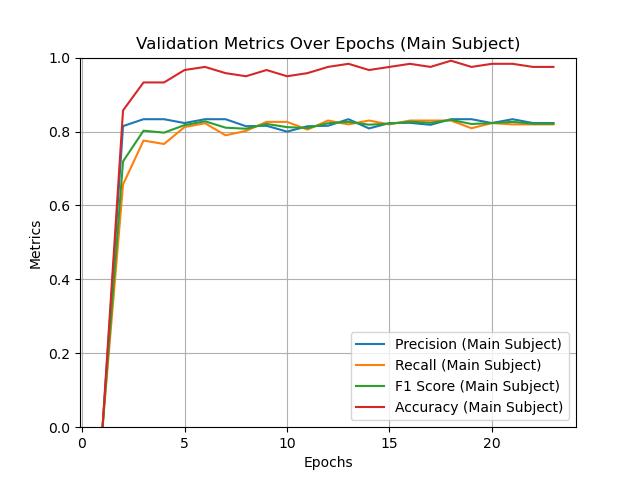 Validation Metrics Over Epochs (Main Subject)
1.0
0.8
0.6
0.4
0.2
0.0
Metrics
0
5
10
15
20
Epochs
Precision (Main Subject)
Recall (Main Subject)
F1 Score (Main Subject)
Accuracy (Main Subject)